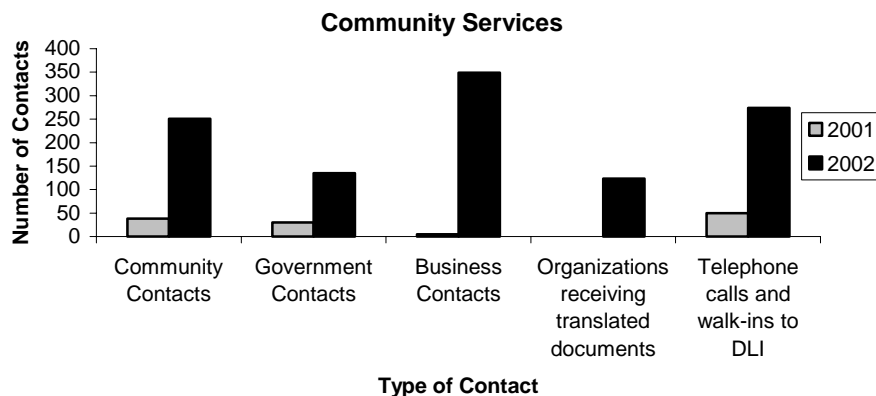 Community Services
Number of Contacts
400
350
300
250
200
150
100
50
0
2001
2002
Community
Contacts
Government
Contacts
Business
Contacts
Organizations
receiving
translated
documents
Telephone
calls and
walk-ins to
DLI
Type of Contact